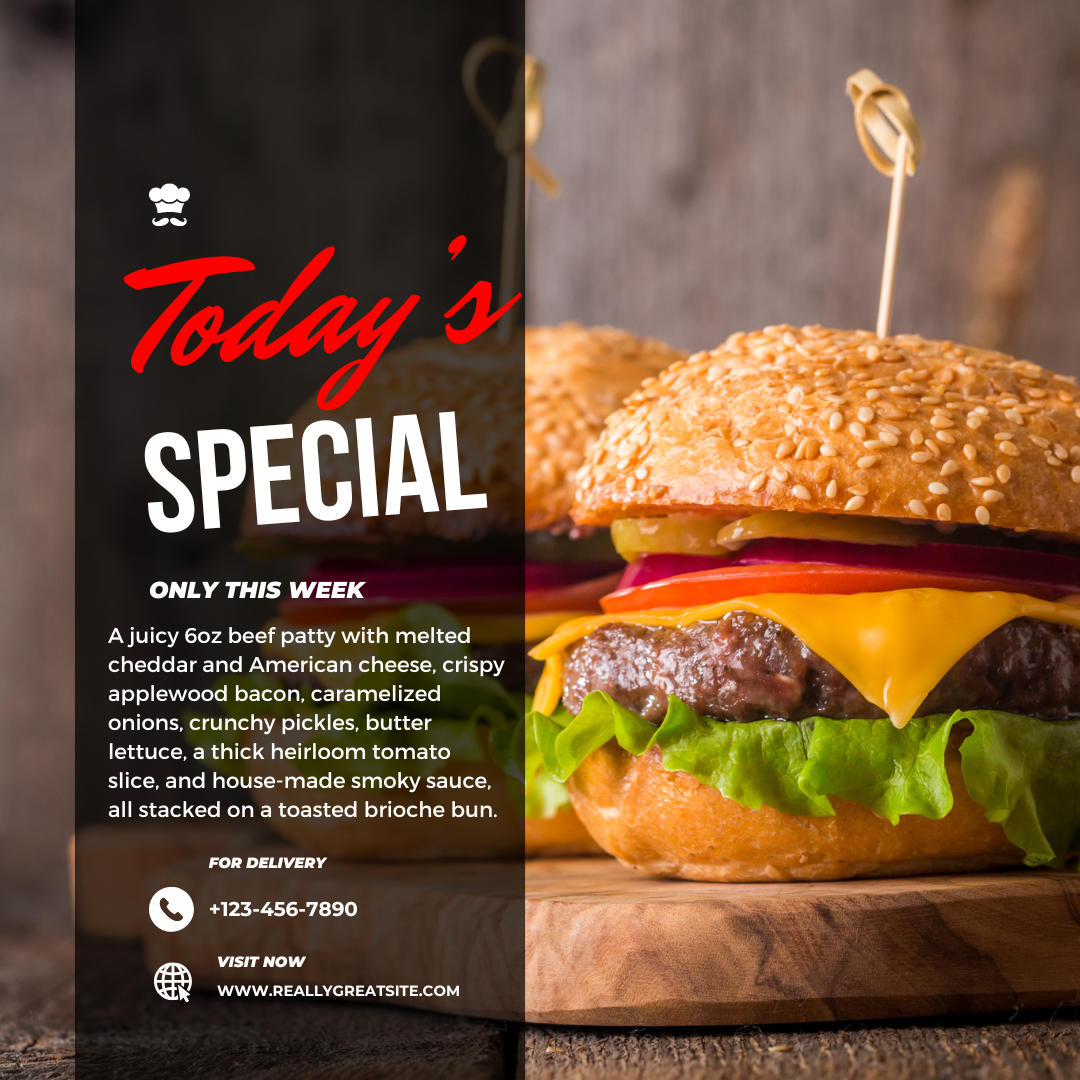 Today's
SPECIAL
ONLY THIS WEEK
A juicy 6oz beef patty with melted
cheddar and American cheese, crispy
applewood bacon, caramelized
onions, crunchy pickles, butter
lettuce, a thick heirloom tomato
slice, and house-made smoky sauce,
all stacked on a toasted brioche bun.
FOR DELIVERY
+123-456-7890
VISIT NOW
WWW.REALLYGREATSITE.COM